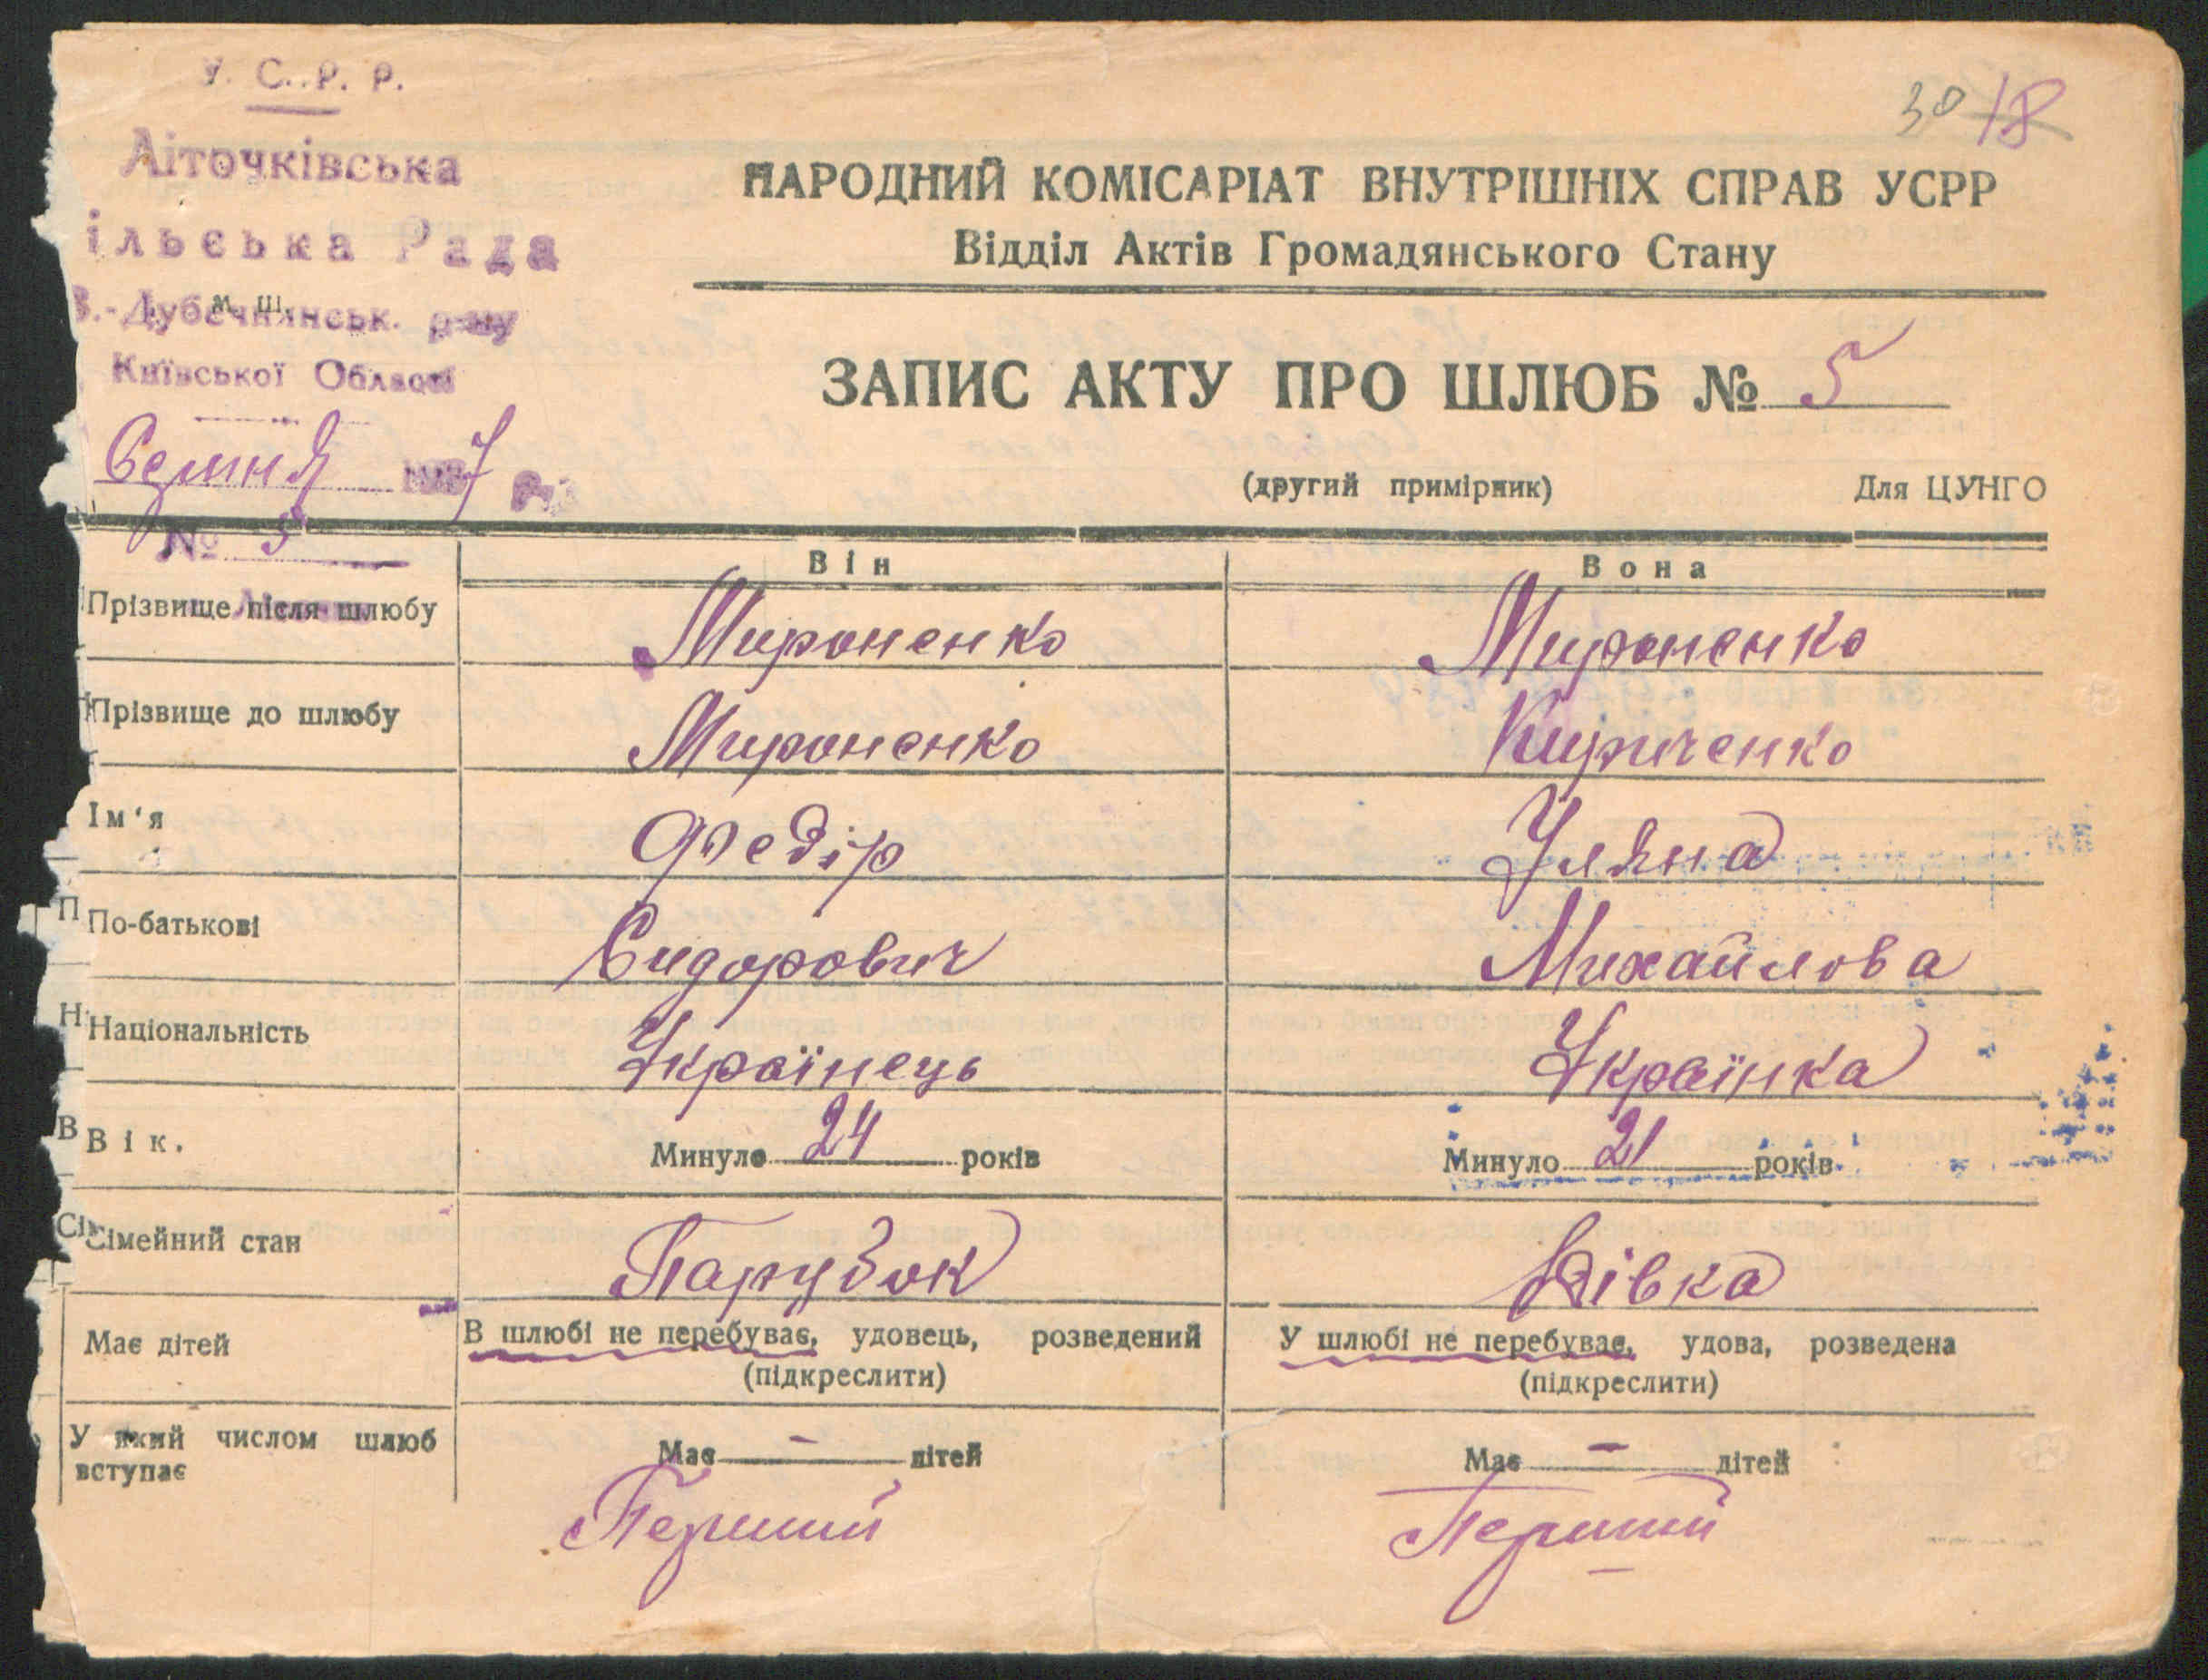 У. С. Р. Р.
30 18
Літочківська
ільська Рада
В.-Дубечнянськ. р-ну
м. Ш.
Київської Області
НАРОДНИЙ КОМІСАРІАТ ВНУТРІШНІХ СПРАВ УСРР
Відділ Актів Громадянського Стану
ЗАПИС АКТУ ПРО ШЛЮБ № 5
Серпня 1937 р.
(другий примірник) Для ЦУНГО
№ 5
Він Вона
Прізвище після шлюбу Мироненко Мироненко
Прізвище до шлюбу Мироненко Кириченко
Ім'я Федір Уляна
По-батькові Сидорович Михайлова
Національність Українець Українка
Вік. Минуло 24 років Минуло 21 років
Сімейний стан Парубок Дівка
Має дітей В шлюбі не перебуває, удовець, розведений У шлюбі не перебуває, удова, розведена
(підкреслити) (підкреслити)
У який числом шлюб вступає Має — дітей Має — дітей
Перший Перший